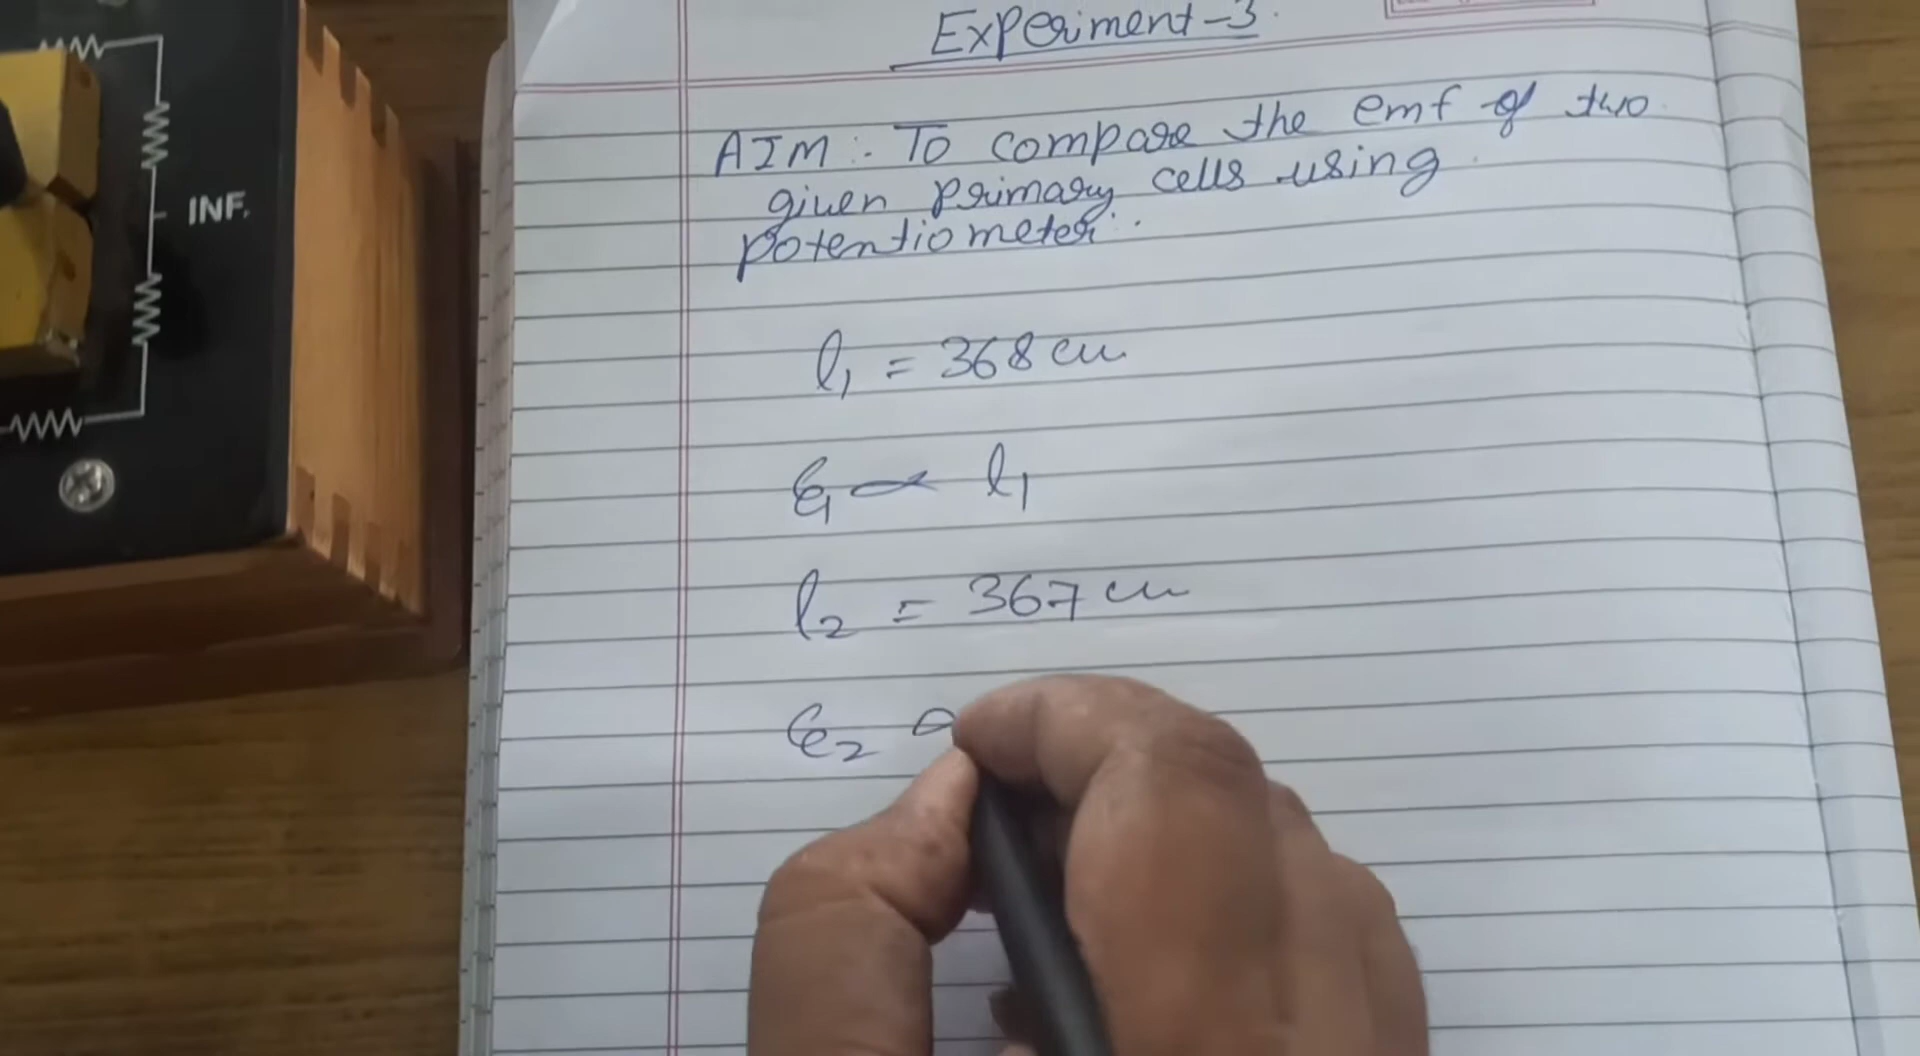 Experiment-3.
AIM:- To compare the emf of two
given primary cells using
potentiometer.
INF.
l₁ = 368 cm
ε₁ ∝ l₁
l₂ = 367 cm
ε₂ ∝